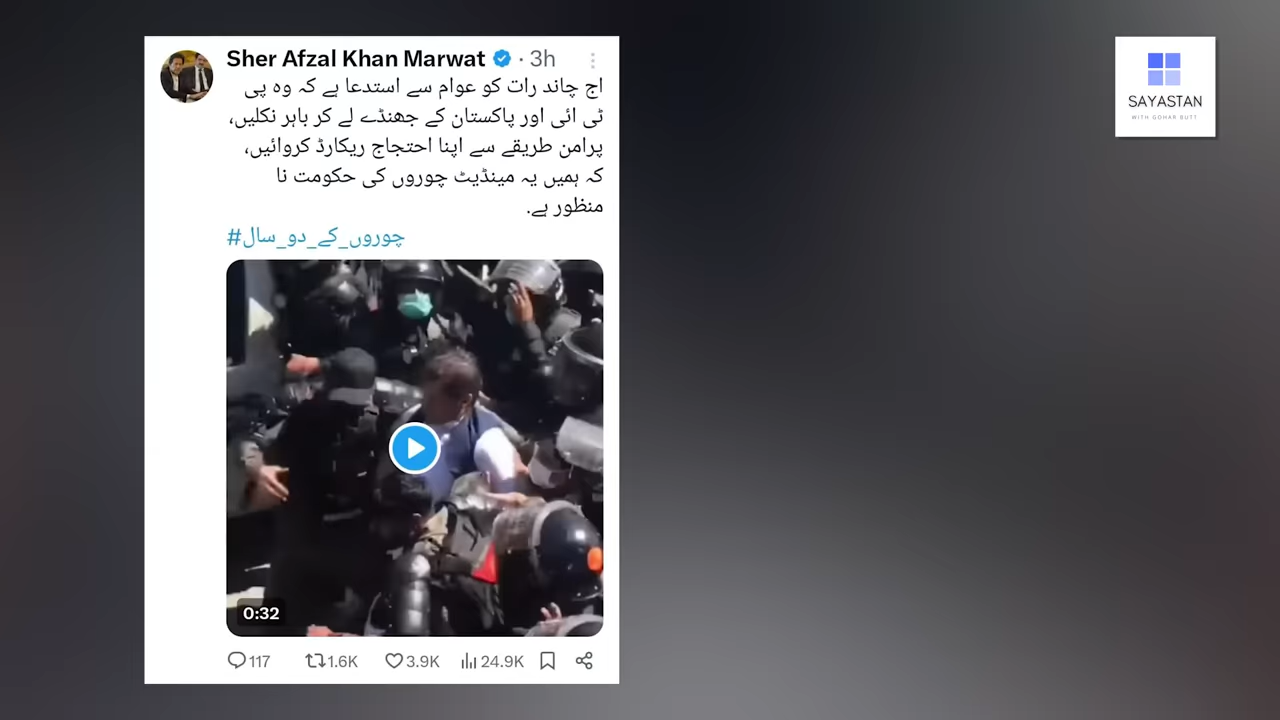 Sher Afzal Khan Marwat · 3h
اج چاند رات کو عوام سے استدعا ہے کہ وہ پی
ٹی ائی اور پاکستان کے جھنڈے لے کر باہر نکلیں،
پرامن طریقے سے اپنا احتجاج ریکارڈ کروائیں،
کہ ہمیں یہ مینڈیٹ چوروں کی حکومت نا
منظور ہے.
#چوروں_کے_دو_سال
0:32
117 1.6K 3.9K 24.9K
SAYASTAN
WITH GOHAR BUTT